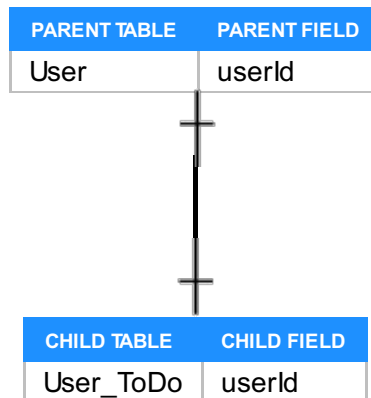 PARENT TABLE PARENT FIELD
User userId
CHILD TABLE CHILD FIELD
User_ToDo userId